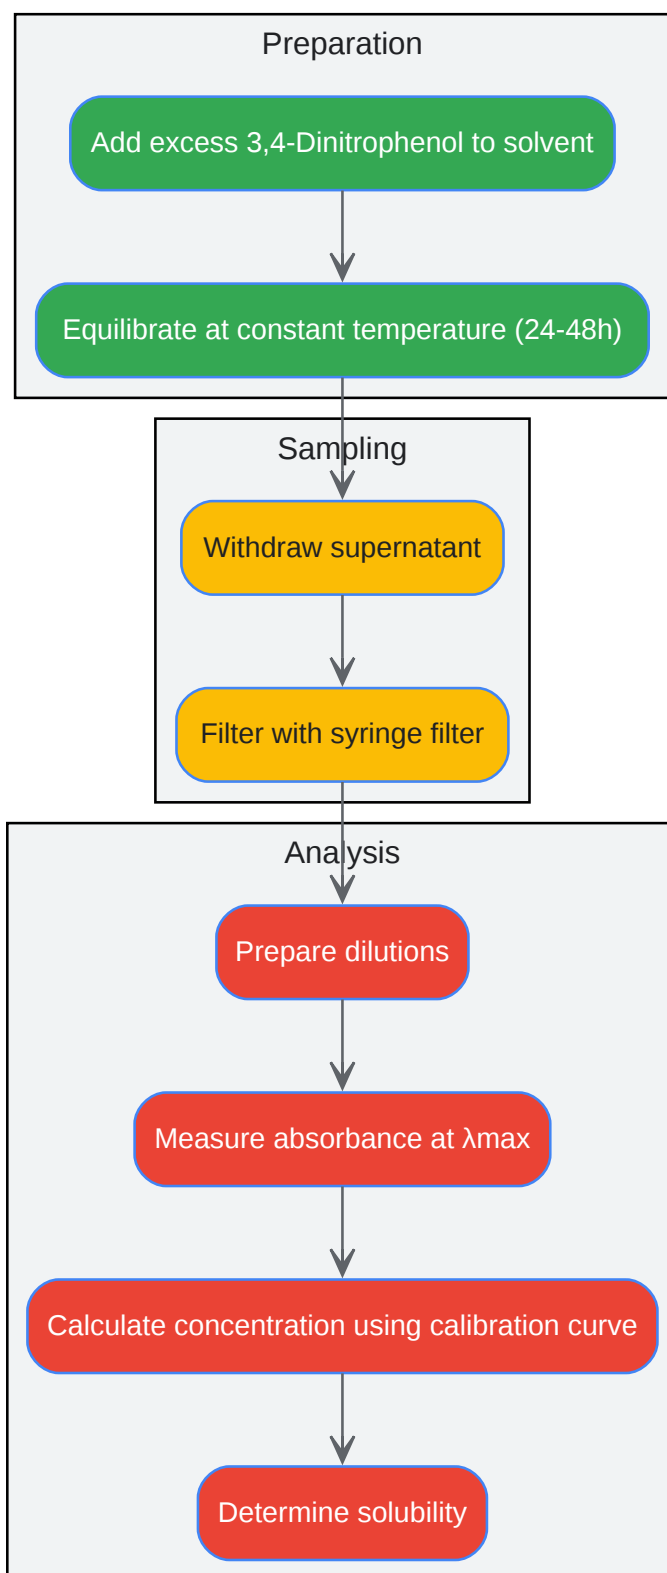 Preparation
Add excess 3,4-Dinitrophenol to solvent
Equilibrate at constant temperature (24-48h)
Sampling
Withdraw supernatant
Filter with syringe filter
Analysis
Prepare dilutions
Measure absorbance at λmax
Calculate concentration using calibration curve
Determine solubility